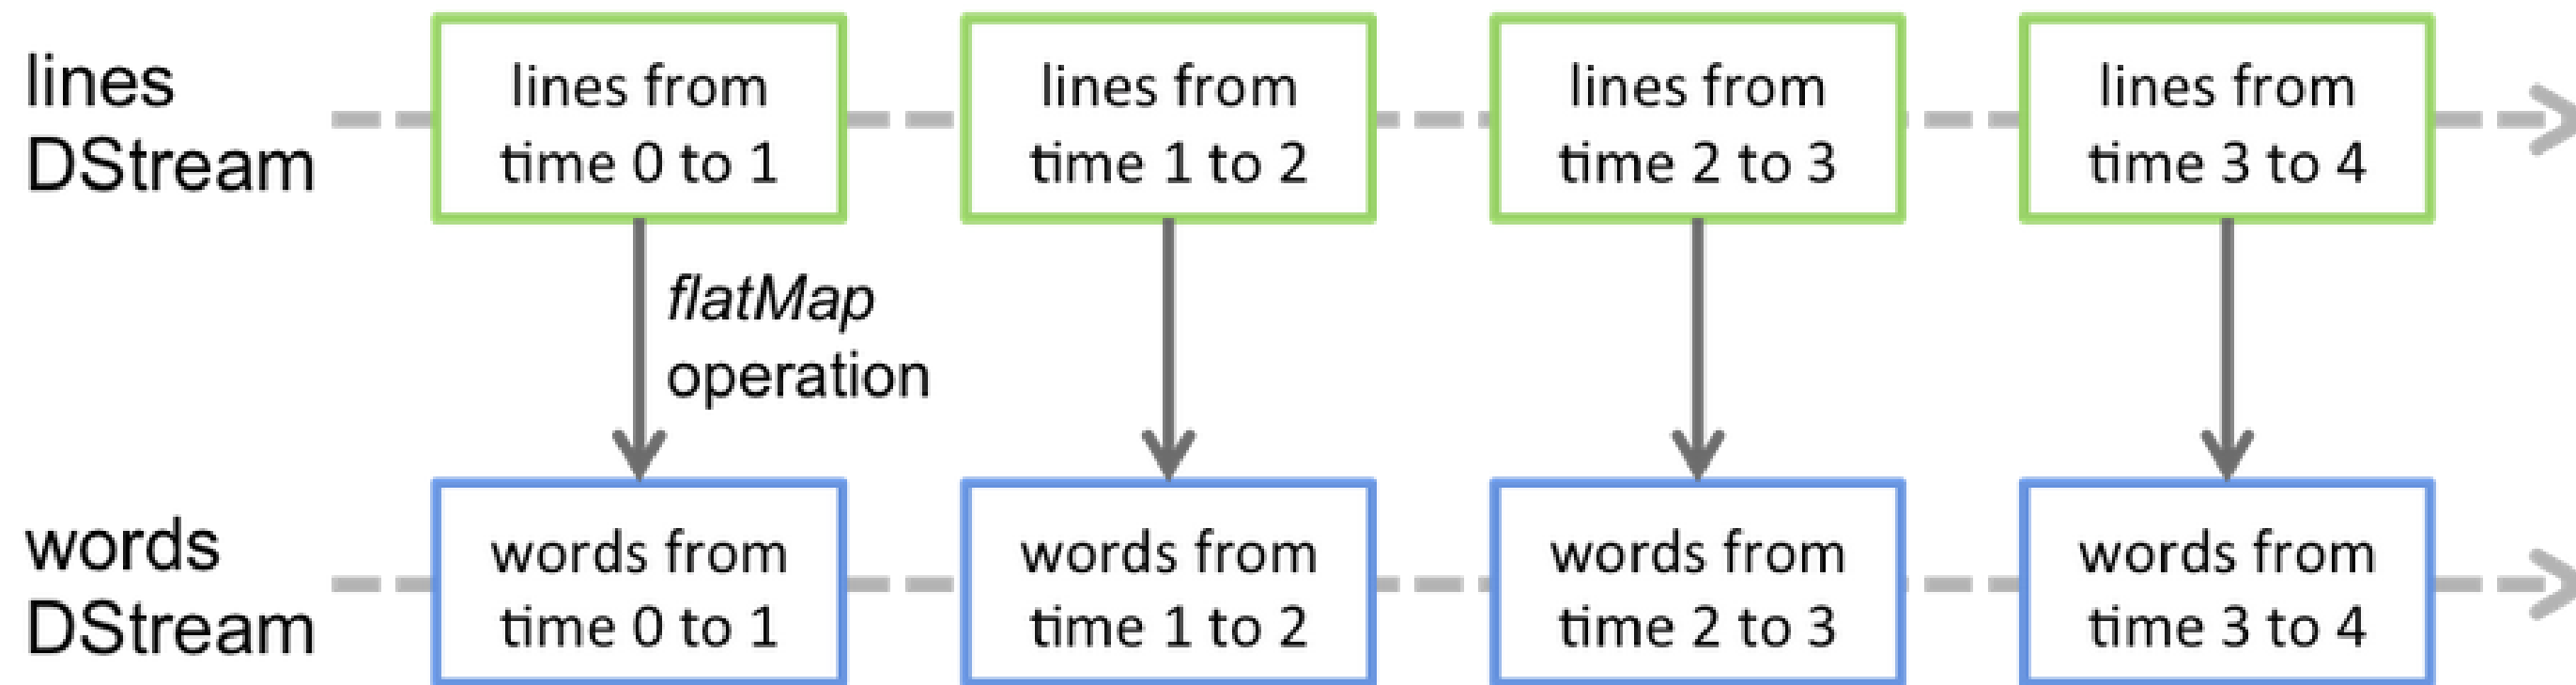 lines
DStream
lines from
time 0 to 1
lines from
time 1 to 2
lines from
time 2 to 3
lines from
time 3 to 4
flatMap
operation
words
DStream
words from
time 0 to 1
words from
time 1 to 2
words from
time 2 to 3
words from
time 3 to 4